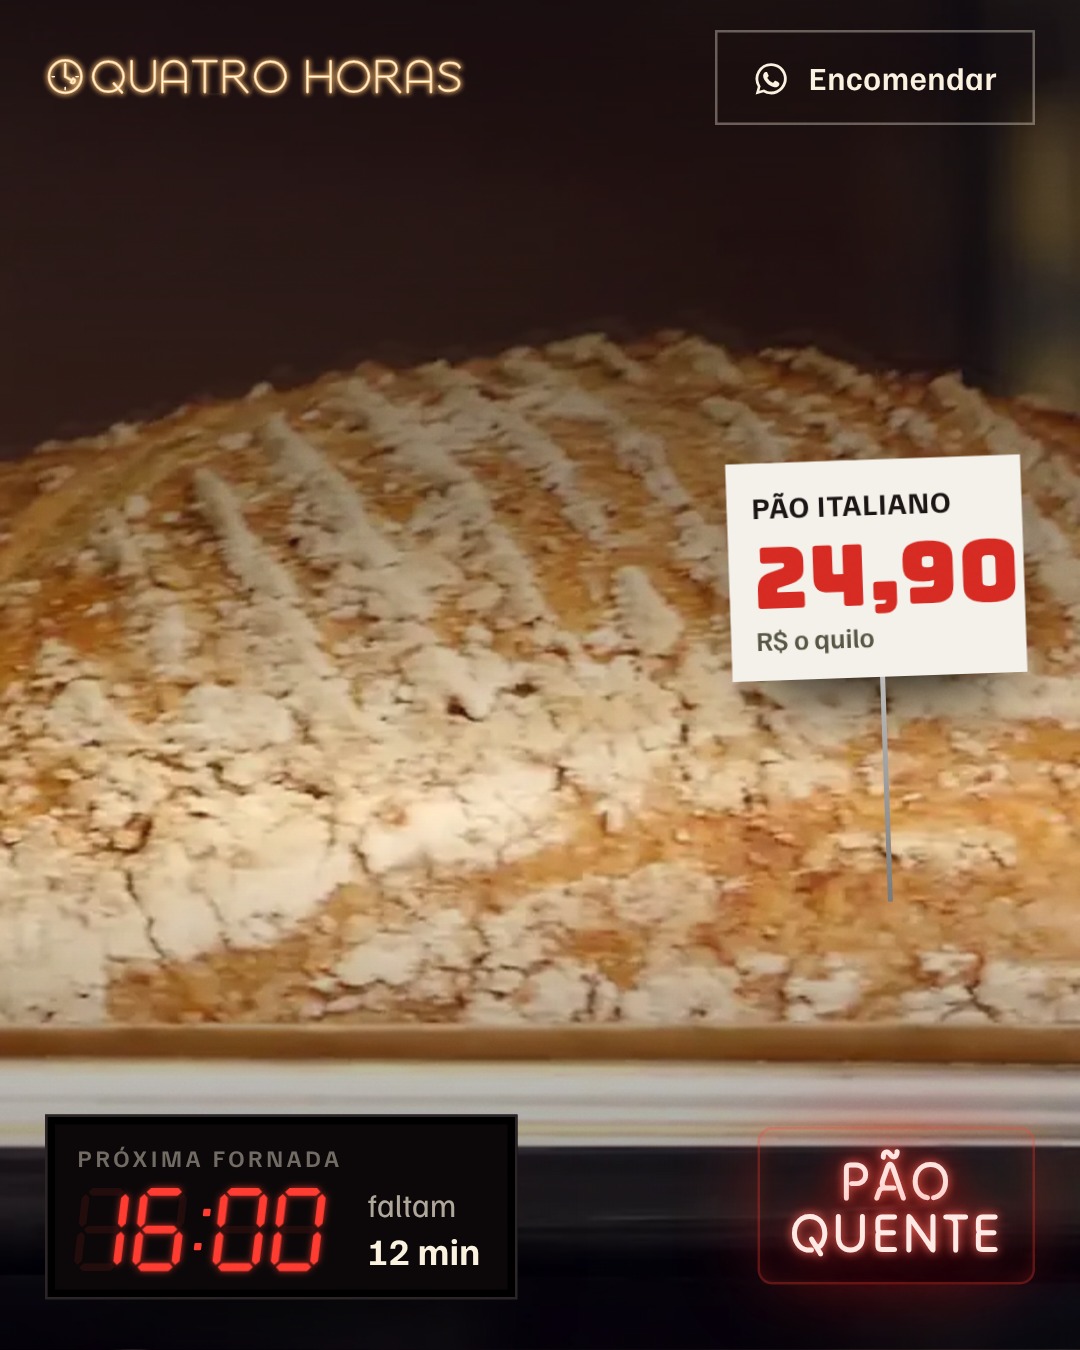 QUATRO HORAS
Encomendar
PÃO ITALIANO
24,90
R$ o quilo
PRÓXIMA FORNADA
16:00
faltam
12 min
PÃO
QUENTE